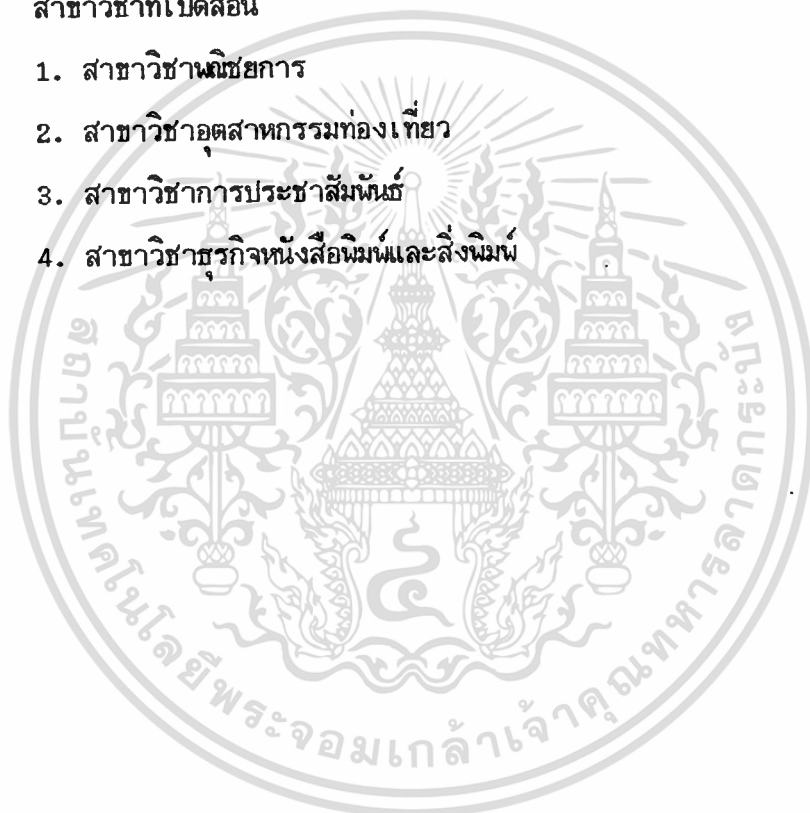 สาขาวิชาที่เปิดสอน
1. สาขาวิชาพณิชยการ
2. สาขาวิชาอุตสาหกรรมท่องเที่ยว
3. สาขาวิชาการประชาสัมพันธ์
4. สาขาวิชาธุรกิจหนังสือพิมพ์และสิ่งพิมพ์
สถาบันเทคโนโลยีพระจอมเกล้าเจ้าคุณทหารลาดกระบัง
๔